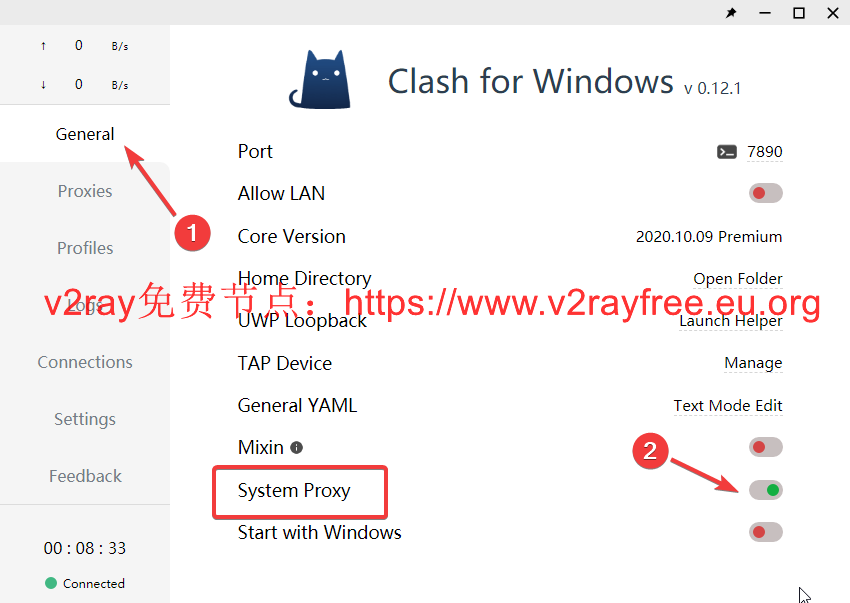 ↑ 0 B/s
↓ 0 B/s
General
Proxies
Profiles
Logs
Connections
Settings
Feedback
00 : 08 : 33
Connected
Clash for Windows v 0.12.1
Port 7890
Allow LAN
Core Version 2020.10.09 Premium
Home Directory Open Folder
v2ray免费节点：https://www.v2rayfree.eu.org
UWP Loopback Launch Helper
TAP Device Manage
General YAML Text Mode Edit
Mixin
System Proxy
Start with Windows
1
2